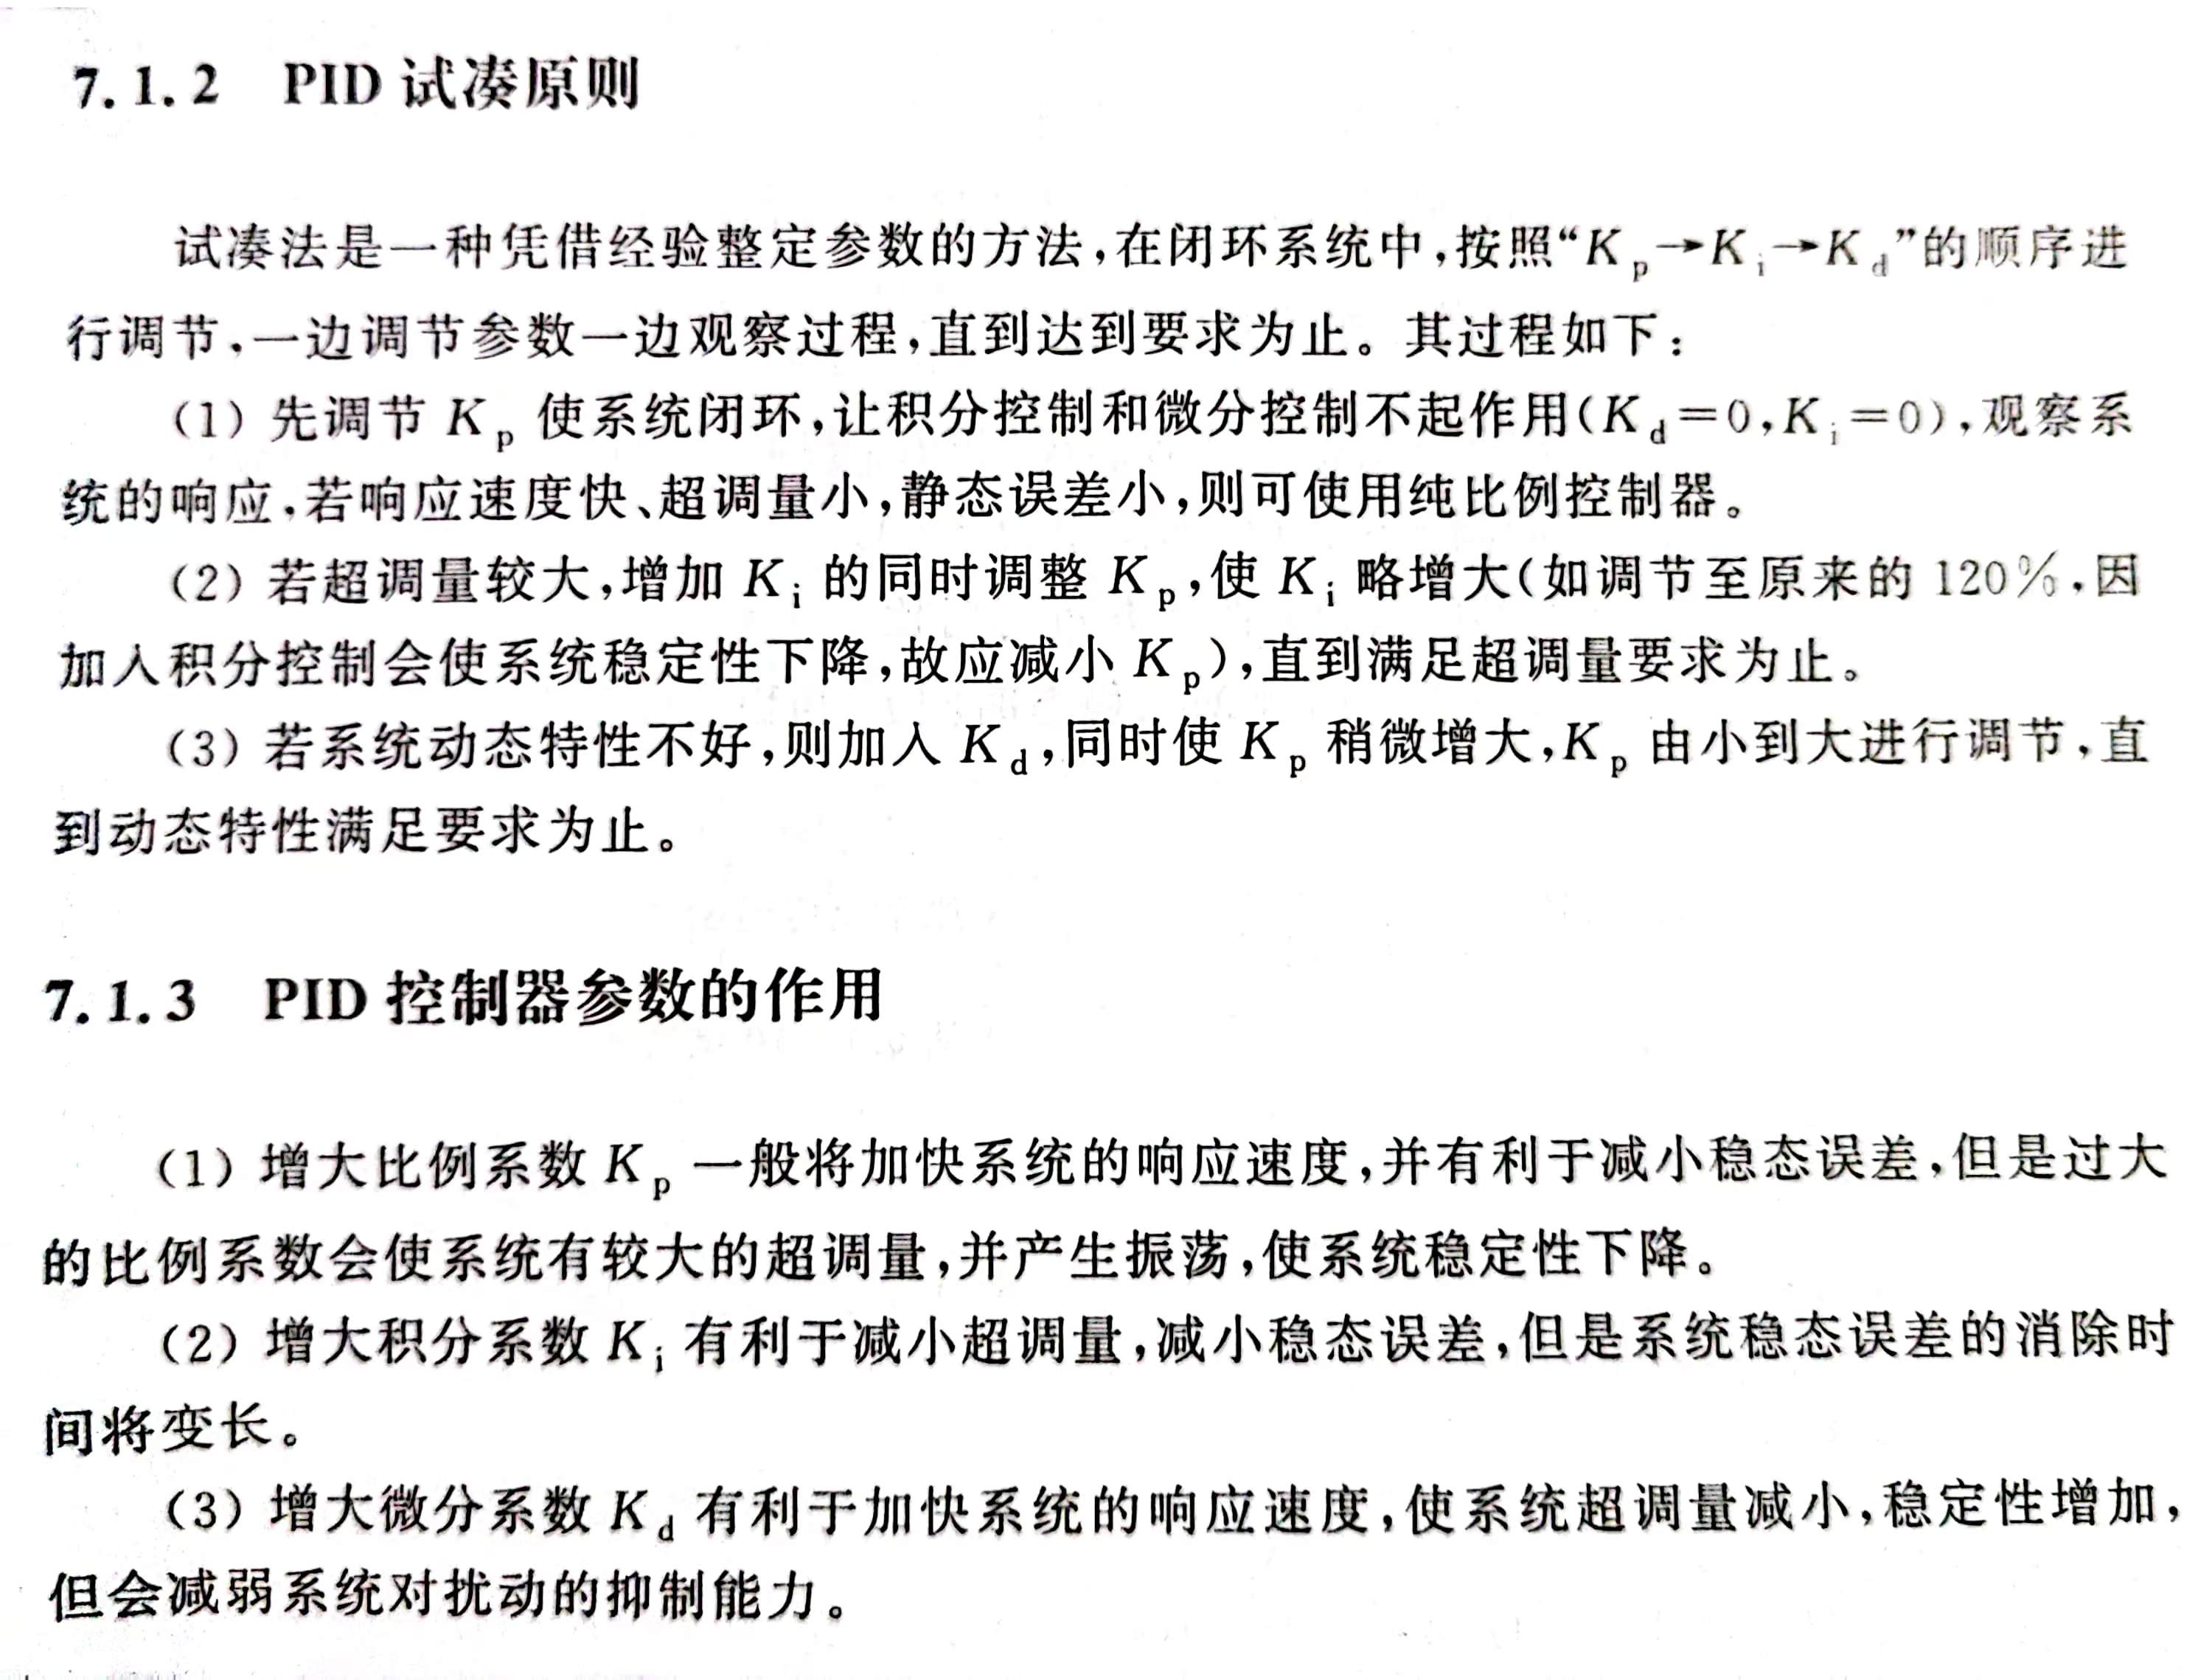 7.1.2 PID 试凑原则
试凑法是一种凭借经验整定参数的方法,在闭环系统中,按照“Kp→Ki→Kd”的顺序进
行调节,一边调节参数一边观察过程,直到达到要求为止。其过程如下:
(1) 先调节 Kp 使系统闭环,让积分控制和微分控制不起作用(Kd=0,Ki=0),观察系
统的响应,若响应速度快、超调量小,静态误差小,则可使用纯比例控制器。
(2) 若超调量较大,增加 Ki 的同时调整 Kp,使 Ki 略增大(如调节至原来的 120%,因
加入积分控制会使系统稳定性下降,故应减小 Kp),直到满足超调量要求为止。
(3) 若系统动态特性不好,则加入 Kd,同时使 Kp 稍微增大,Kp 由小到大进行调节,直
到动态特性满足要求为止。
7.1.3 PID 控制器参数的作用
(1) 增大比例系数 Kp 一般将加快系统的响应速度,并有利于减小稳态误差,但是过大
的比例系数会使系统有较大的超调量,并产生振荡,使系统稳定性下降。
(2) 增大积分系数 Ki 有利于减小超调量,减小稳态误差,但是系统稳态误差的消除时
间将变长。
(3) 增大微分系数 Kd 有利于加快系统的响应速度,使系统超调量减小,稳定性增加,
但会减弱系统对扰动的抑制能力。